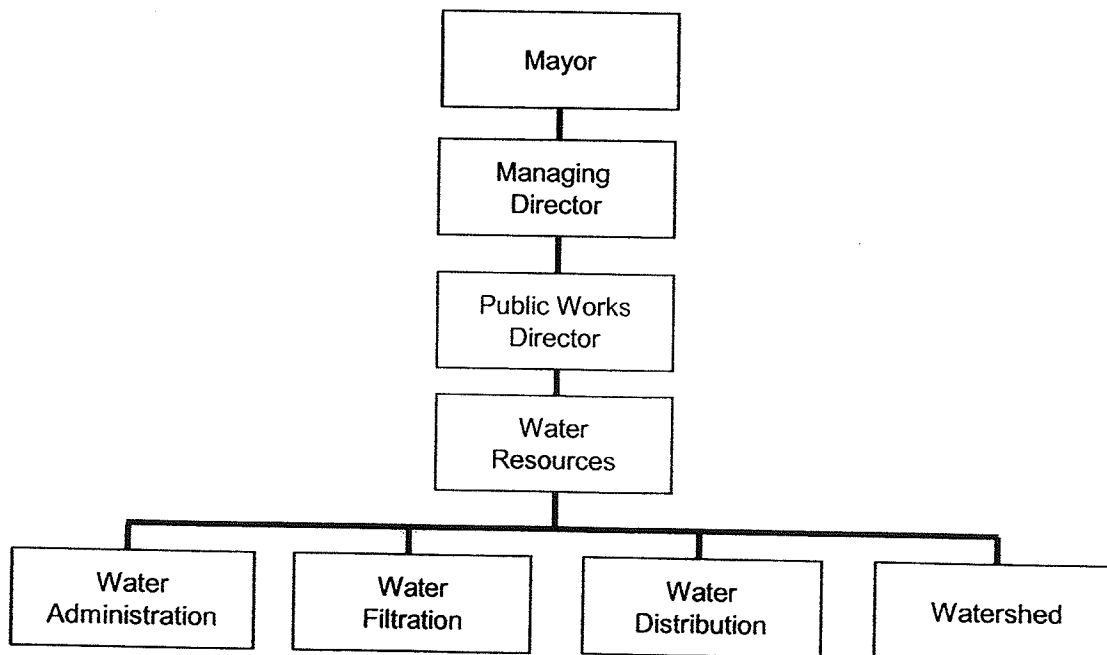 Mayor
Managing
Director
Public Works
Director
Water
Resources
Water
Administration
Water
Filtration
Water
Distribution
Watershed